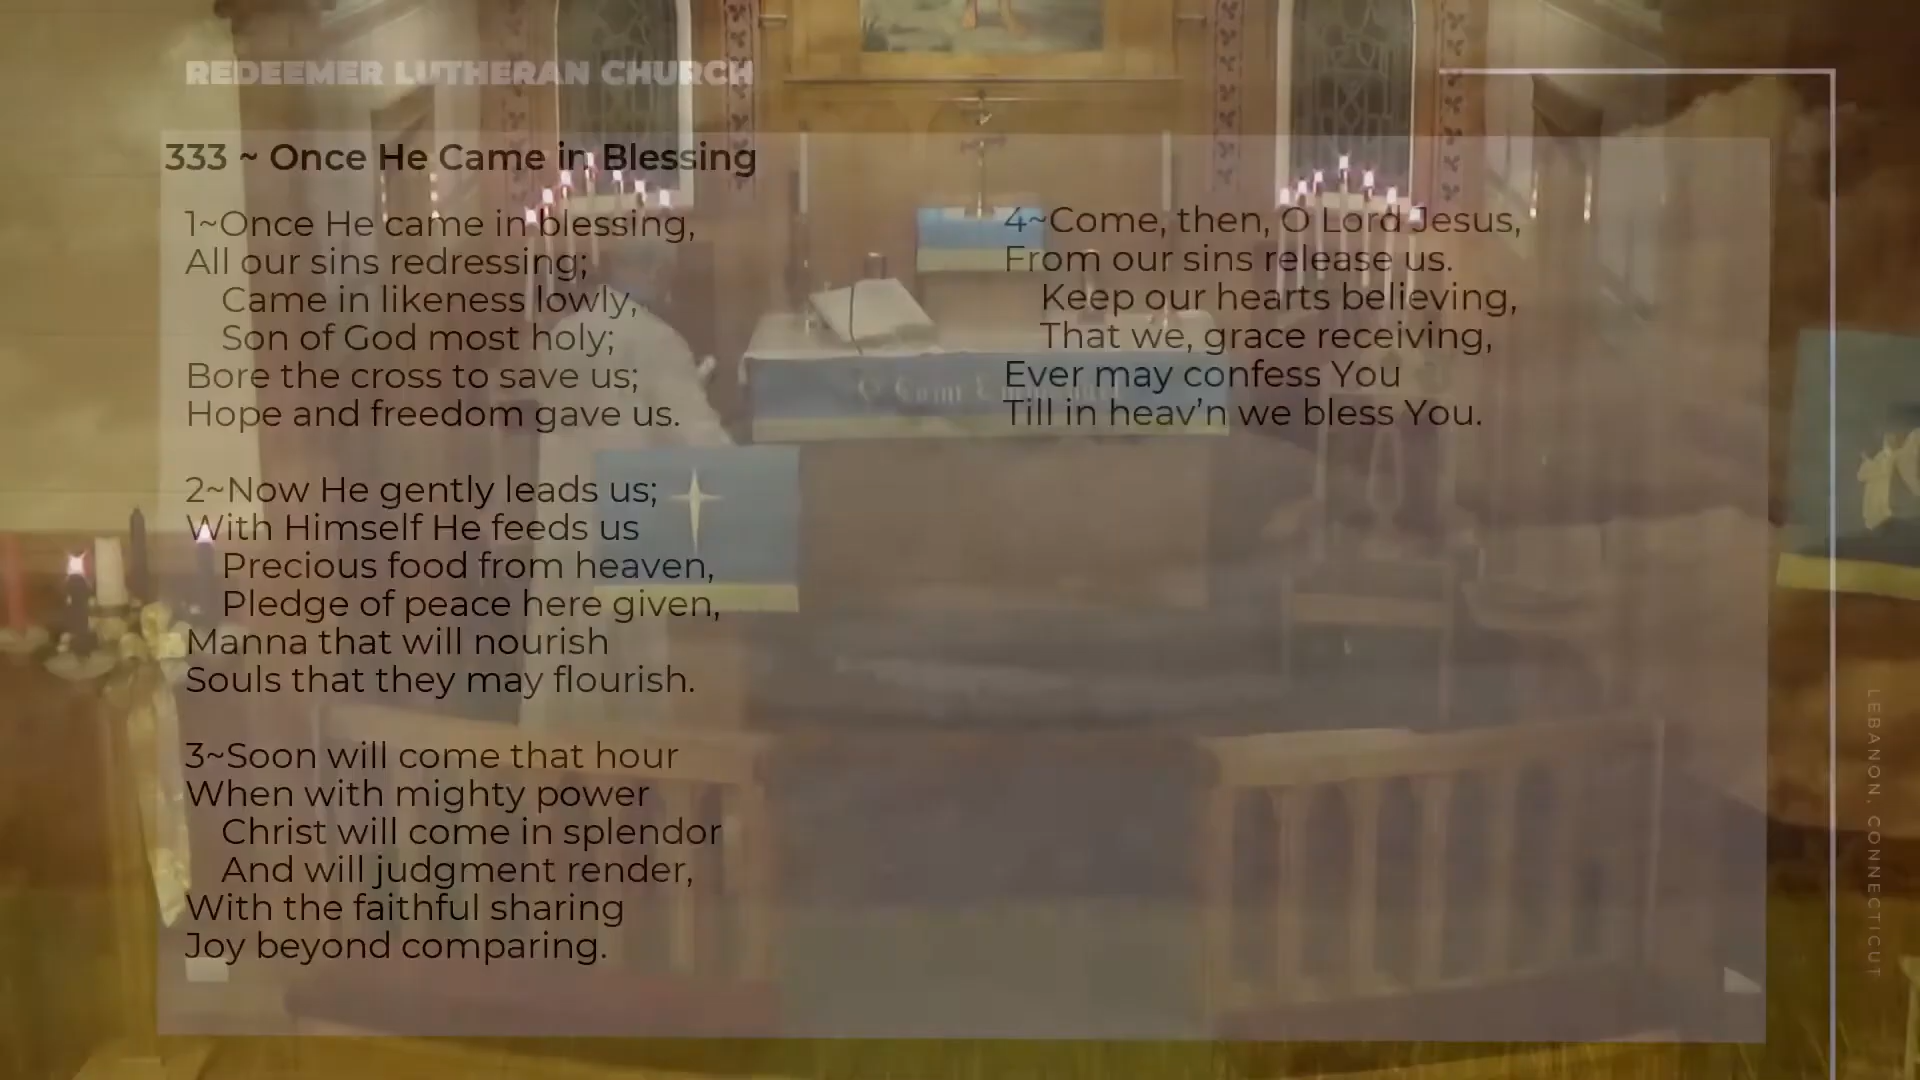 REDEEMER LUTHERAN CHURCH
333 ~ Once He Came in Blessing
1~Once He came in blessing,
All our sins redressing;
Came in likeness lowly,
Son of God most holy;
Bore the cross to save us;
Hope and freedom gave us.
2~Now He gently leads us;
With Himself He feeds us
Precious food from heaven,
Pledge of peace here given,
Manna that will nourish
Souls that they may flourish.
3~Soon will come that hour
When with mighty power
Christ will come in splendor
And will judgment render,
With the faithful sharing
Joy beyond comparing.
4~Come, then, O Lord Jesus,
From our sins release us.
Keep our hearts believing,
That we, grace receiving,
Ever may confess You
Till in heav’n we bless You.
LEBANON, CONNECTICUT